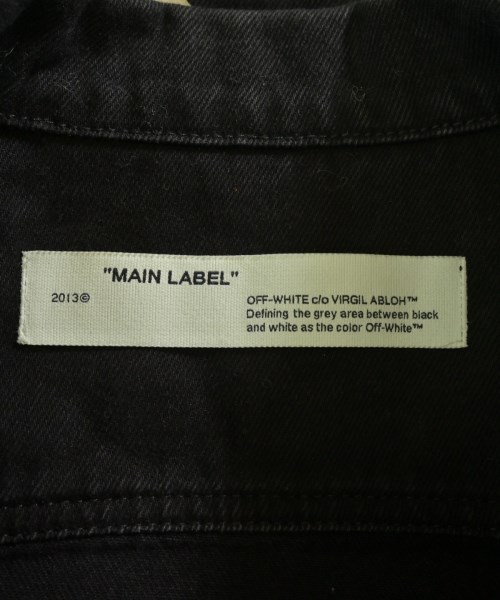 "MAIN LABEL"
2013©
OFF-WHITE c/o VIRGIL ABLOH™
Defining the grey area between black
and white as the color Off-White™